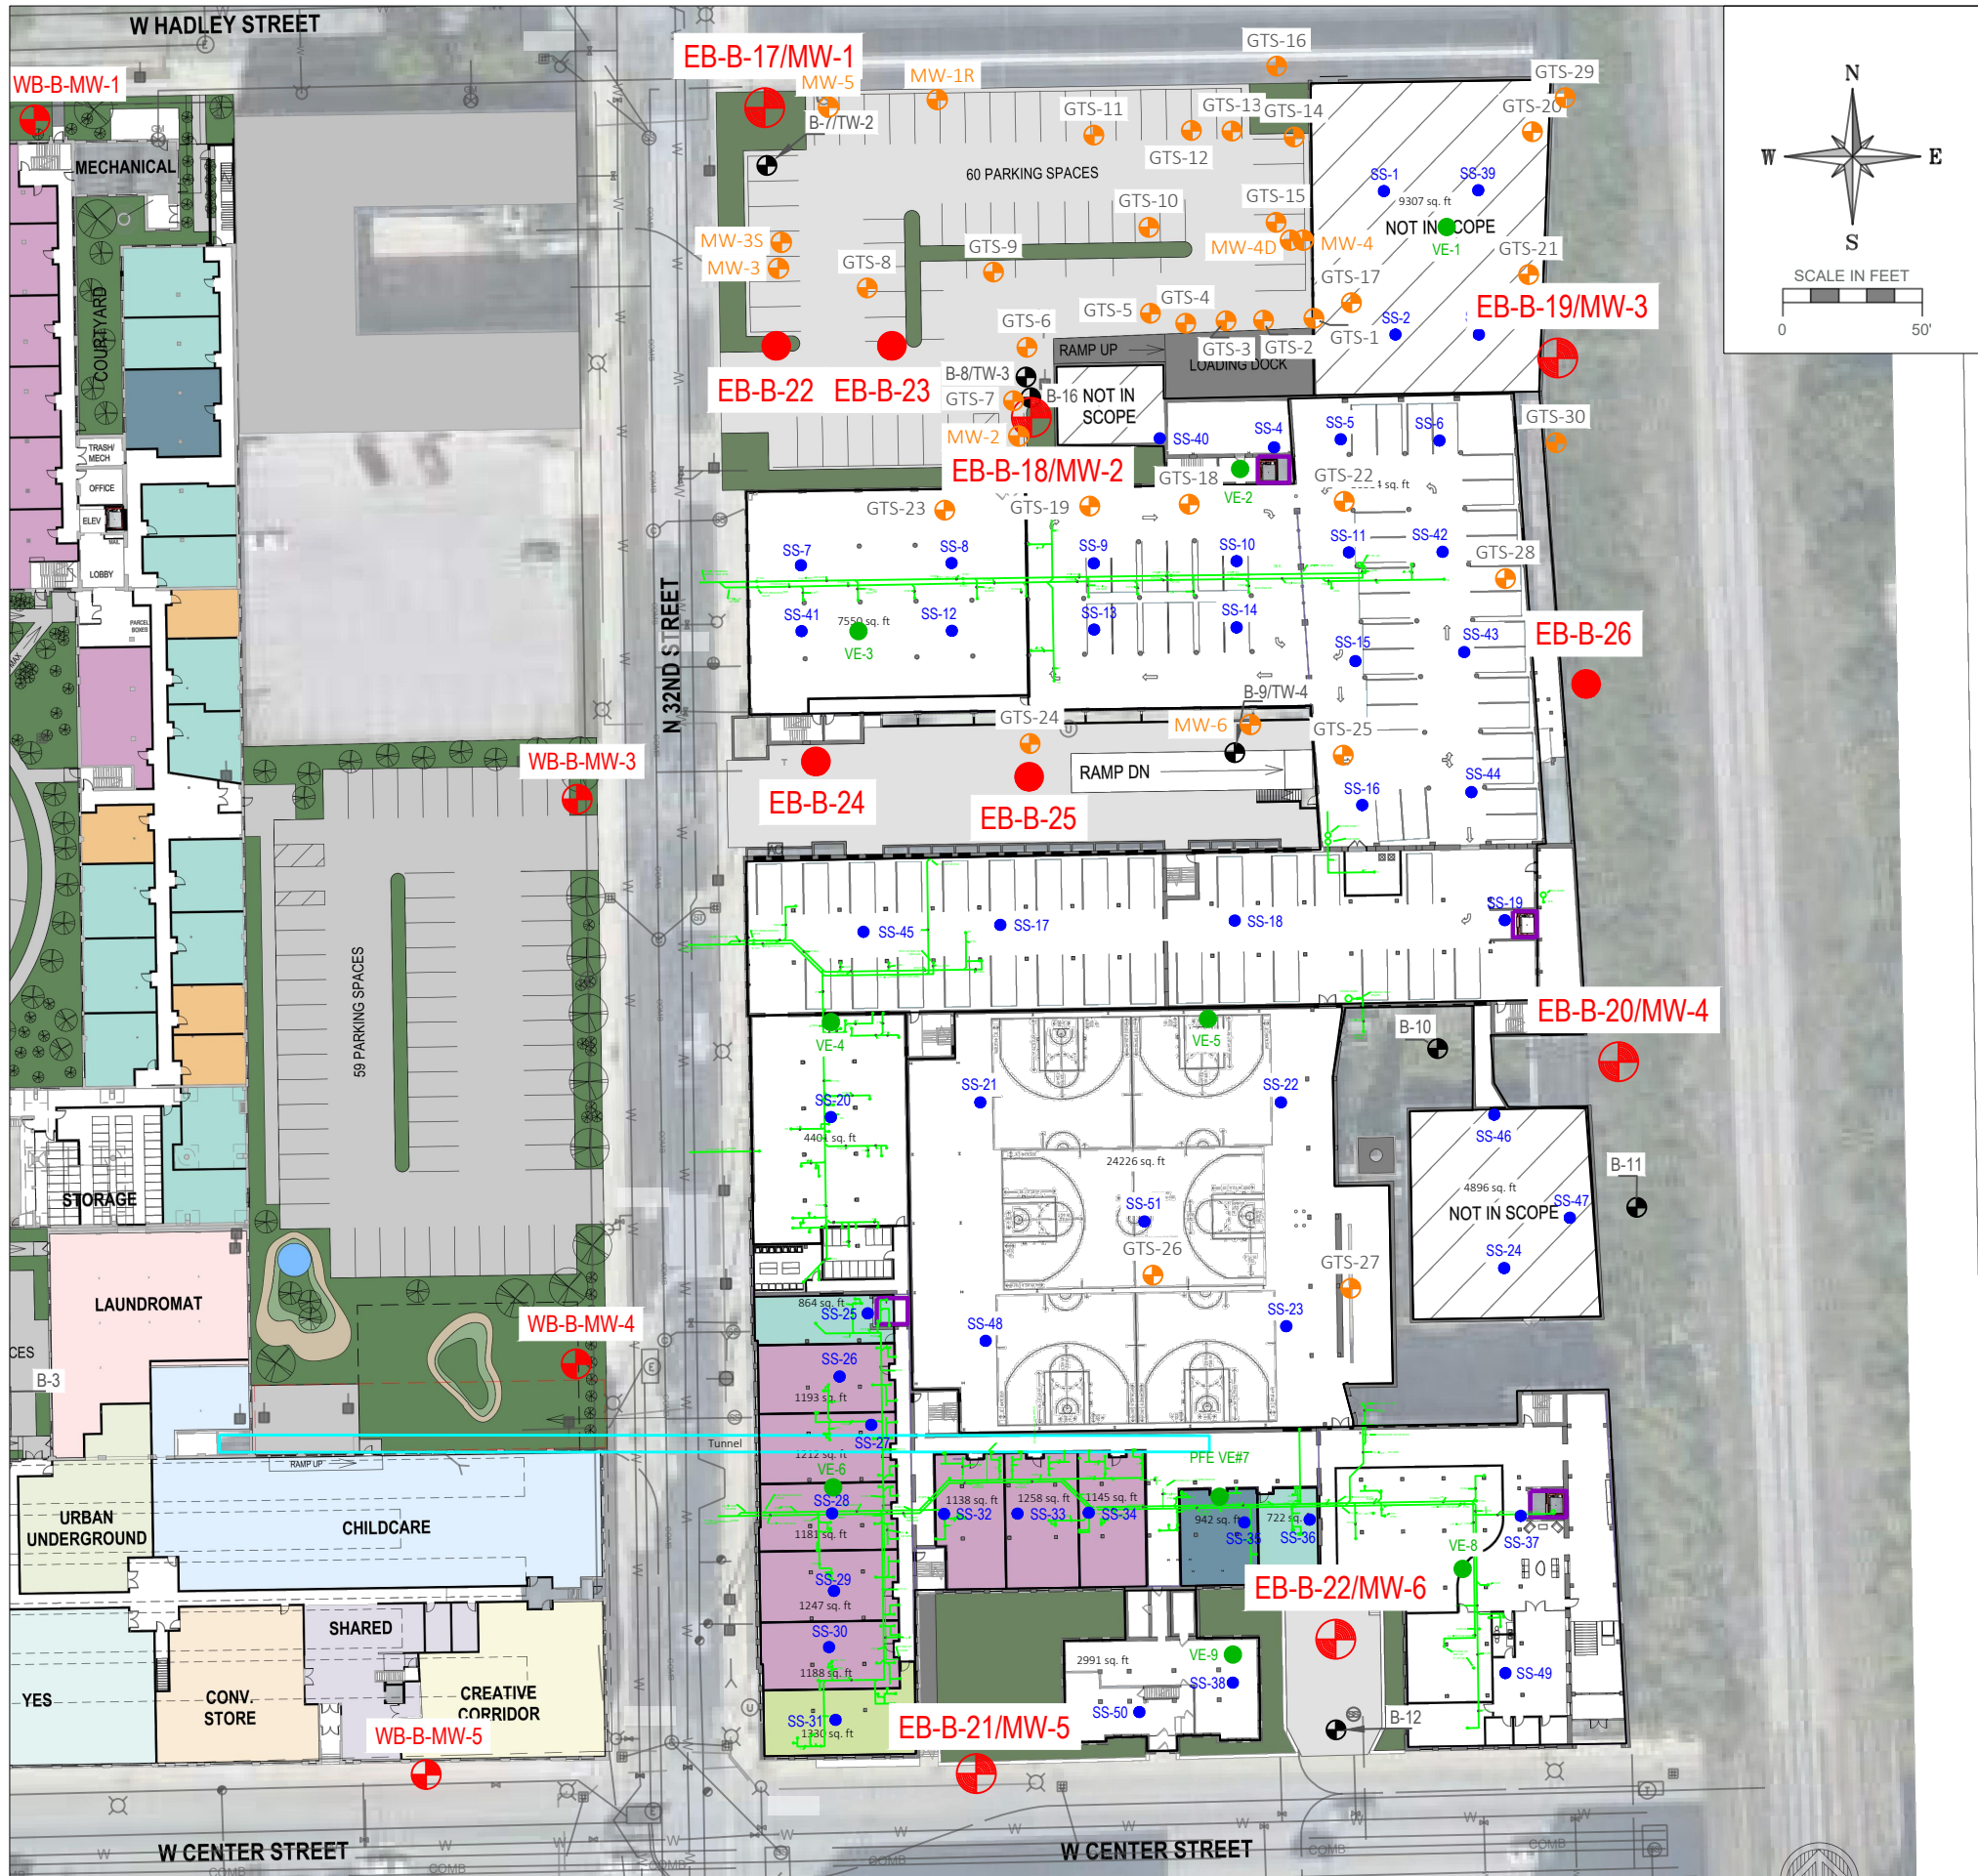 W HADLEY STREET
WB-B-MW-1
MECHANICAL
COURTYARD
TRASH/
MECH
OFFICE
ELEV
MAIL
LOBBY
PARCEL
BOXES
MAX
STORAGE
LAUNDROMAT
CES
B-3
URBAN
UNDERGROUND
RAMP UP
CHILDCARE
YES
CONV.
STORE
SHARED
CREATIVE
CORRIDOR
WB-B-MW-5
W CENTER STREET
59 PARKING SPACES
WB-B-MW-3
WB-B-MW-4
N 32ND STREET
EB-B-17/MW-1
MW-5
MW-1R
B-7/TW-2
GTS-16
GTS-11
GTS-13
GTS-14
GTS-12
60 PARKING SPACES
GTS-29
GTS-20
SS-1
SS-39
9307 sq. ft
NOT IN SCOPE
VE-1
GTS-21
GTS-10
GTS-15
MW-4D
MW-4
MW-3S
MW-3
GTS-8
GTS-9
GTS-17
GTS-5
GTS-4
GTS-6
GTS-3
GTS-2
GTS-1
SS-2
EB-B-19/MW-3
RAMP UP
LOADING DOCK
EB-B-22
EB-B-23
B-8/TW-3
GTS-7
B-16
NOT IN
SCOPE
MW-2
EB-B-18/MW-2
SS-40
SS-4
SS-5
SS-6
GTS-30
GTS-18
VE-2
GTS-22
GTS-23
GTS-19
SS-7
SS-8
SS-9
SS-10
SS-11
SS-42
GTS-28
SS-41
7550 sq. ft
SS-12
SS-13
SS-14
VE-3
SS-15
SS-43
EB-B-26
B-9/TW-4
GTS-24
MW-6
GTS-25
RAMP DN
EB-B-24
EB-B-25
SS-16
SS-44
SS-45
SS-17
SS-18
SS-19
EB-B-20/MW-4
B-10
VE-4
VE-5
SS-21
SS-22
SS-20
4401 sq. ft
24226 sq. ft
SS-46
B-11
4896 sq. ft
SS-47
NOT IN SCOPE
SS-51
SS-24
GTS-26
GTS-27
864 sq. ft
SS-25
SS-48
SS-23
SS-26
1193 sq. ft
SS-27
1212 sq. ft
Tunnel
VE-6
SS-28
1181 sq. ft
SS-29
1247 sq. ft
SS-30
1188 sq. ft
SS-31
1330 sq. ft
PFE VE#7
1138 sq. ft
1258 sq. ft
1145 sq. ft
SS-32
SS-33
SS-34
942 sq. ft
722 sq. ft
SS-35
SS-36
SS-37
VE-8
EB-B-22/MW-6
2991 sq. ft
VE-9
SS-38
SS-49
SS-50
B-12
EB-B-21/MW-5
W CENTER STREET
COMB
COMB
COMB
COMB
N
W
E
S
SCALE IN FEET
0
50'